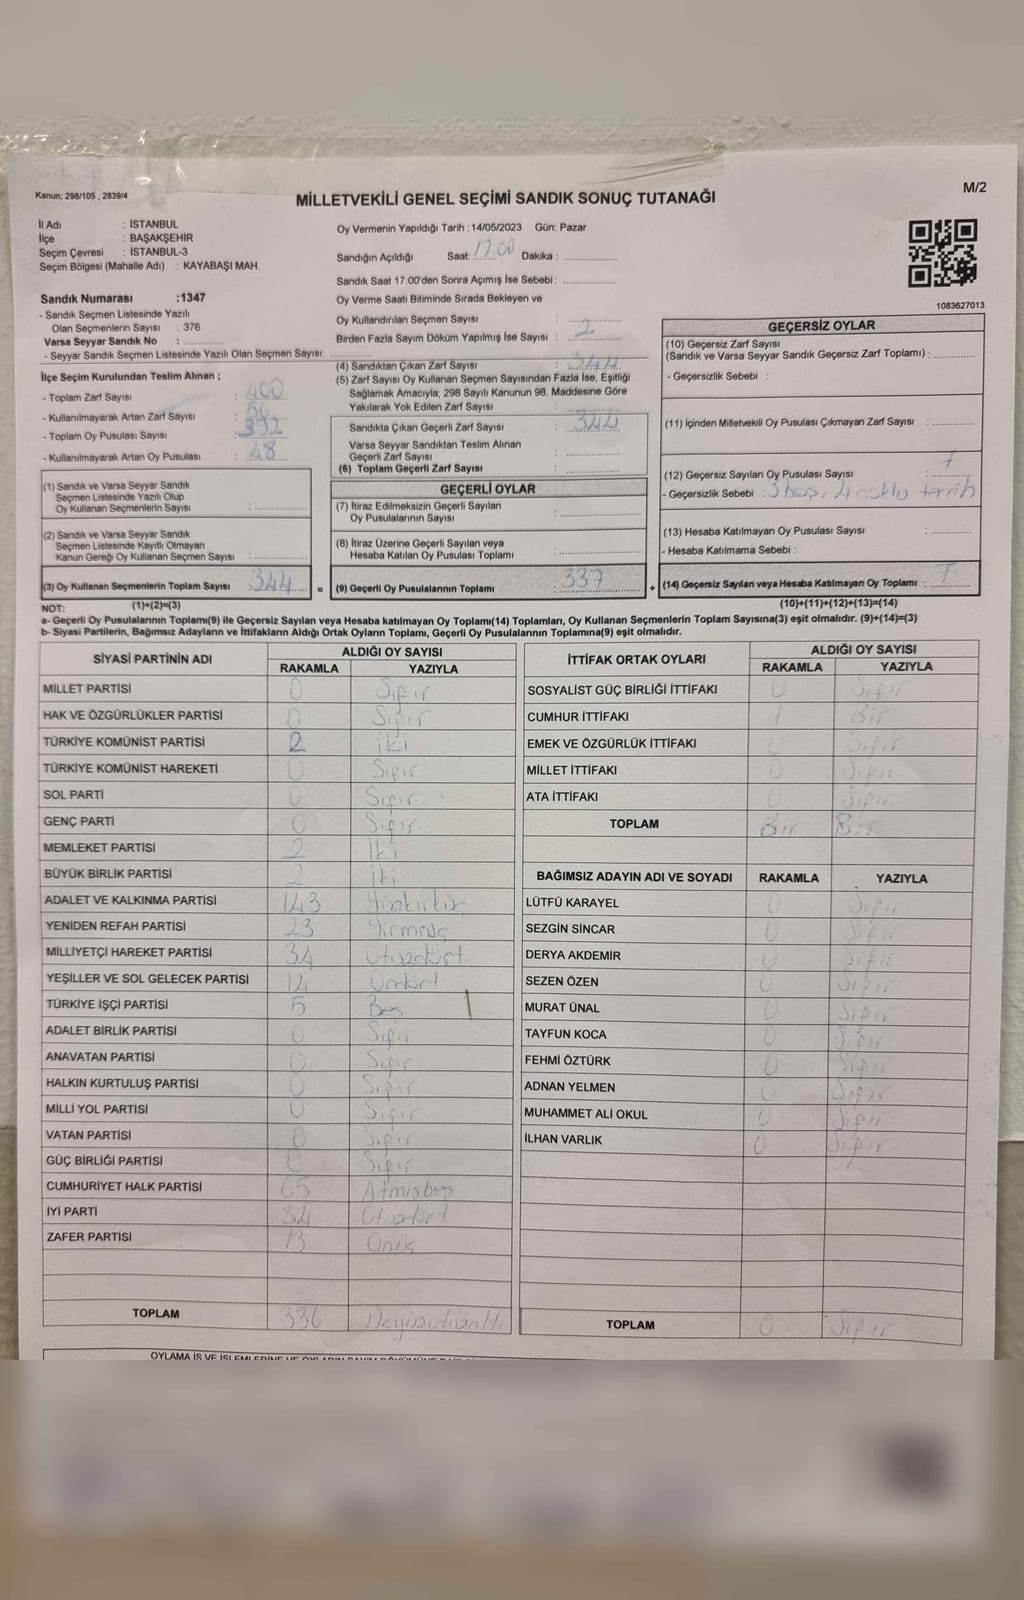 Kanun; 298/105 , 2839/4
M/2
MİLLETVEKİLİ GENEL SEÇİMİ SANDIK SONUÇ TUTANAĞI
İl Adı : İSTANBUL
İlçe : BAŞAKŞEHİR
Seçim Çevresi : İSTANBUL-3
Seçim Bölgesi (Mahalle Adı) : KAYABAŞI MAH.
Sandık Numarası :1347
- Sandık Seçmen Listesinde Yazılı
Olan Seçmenlerin Sayısı : 376
Varsa Seyyar Sandık No :
- Seyyar Sandık Seçmen Listesinde Yazılı Olan Seçmen Sayısı:
İlçe Seçim Kurulundan Teslim Alınan ;
- Toplam Zarf Sayısı : 400
- Kullanılmayarak Artan Zarf Sayısı : 56
- Toplam Oy Pusulası Sayısı : 392
- Kullanılmayarak Artan Oy Pusulası : 48
(1) Sandık ve Varsa Seyyar Sandık
Seçmen Listesinde Yazılı Olup
Oy Kullanan Seçmenlerin Sayısı :
(2) Sandık ve Varsa Seyyar Sandık
Seçmen Listesinde Kayıtlı Olmayan
Kanun Gereği Oy Kullanan Seçmen Sayısı :
(3) Oy Kullanan Seçmenlerin Toplam Sayısı : 344
Oy Vermenin Yapıldığı Tarih : 14/05/2023 Gün: Pazar
Sandığın Açıldığı Saat: 17.00 Dakika :
Sandık Saat 17.00'den Sonra Açımış İse Sebebi :
Oy Verme Saati Bitiminde Sırada Bekleyen ve
Oy Kullandırılan Seçmen Sayısı :
Birden Fazla Sayım Döküm Yapılmış İse Sayısı : 2
(4) Sandıktan Çıkan Zarf Sayısı : 344
(5) Zarf Sayısı Oy Kullanan Seçmen Sayısından Fazla İse, Eşitliği
Sağlamak Amacıyla; 298 Sayılı Kanunun 98. Maddesine Göre
Yakılarak Yok Edilen Zarf Sayısı :
Sandıkta Çıkan Geçerli Zarf Sayısı : 344
Varsa Seyyar Sandıktan Teslim Alınan
Geçerli Zarf Sayısı :
(6) Toplam Geçerli Zarf Sayısı :
GEÇERLİ OYLAR
(7) İtiraz Edilmeksizin Geçerli Sayılan
Oy Pusulalarının Sayısı :
(8) İtiraz Üzerine Geçerli Sayılan veya
Hesaba Katılan Oy Pusulası Toplamı :
= (9) Geçerli Oy Pusulalarının Toplamı : 337 +
1083627013
GEÇERSİZ OYLAR
(10) Geçersiz Zarf Sayısı
(Sandık ve Varsa Seyyar Sandık Geçersiz Zarf Toplamı) :
- Geçersizlik Sebebi :
(11) İçinden Milletvekili Oy Pusulası Çıkmayan Zarf Sayısı :
(12) Geçersiz Sayılan Oy Pusulası Sayısı : 7
- Geçersizlik Sebebi : 3 boş, 4 tercih
(13) Hesaba Katılmayan Oy Pusulası Sayısı :
- Hesaba Katılmama Sebebi :
(14) Geçersiz Sayılan veya Hesaba Katılmayan Oy Toplamı : 7
NOT: (1)+(2)=(3) (10)+(11)+(12)+(13)=(14)
a- Geçerli Oy Pusulalarının Toplamı(9) ile Geçersiz Sayılan veya Hesaba katılmayan Oy Toplamı(14) Toplamları, Oy Kullanan Seçmenlerin Toplam Sayısına(3) eşit olmalıdır. (9)+(14)=(3)
b- Siyasi Partilerin, Bağımsız Adayların ve İttifakların Aldığı Ortak Oyların Toplamı, Geçerli Oy Pusulalarının Toplamına(9) eşit olmalıdır.
SİYASİ PARTİNİN ADI ALDIĞI OY SAYISI
RAKAMLA YAZIYLA
MİLLET PARTİSİ 0 Sıfır
HAK VE ÖZGÜRLÜKLER PARTİSİ 0 Sıfır
TÜRKİYE KOMÜNİST PARTİSİ 2 iki
TÜRKİYE KOMÜNİST HAREKETİ 0 Sıfır
SOL PARTİ 0 Sıfır
GENÇ PARTİ 0 Sıfır
MEMLEKET PARTİSİ 2 İki
BÜYÜK BİRLİK PARTİSİ 2 İki
ADALET VE KALKINMA PARTİSİ 143
YENİDEN REFAH PARTİSİ 23
MİLLİYETÇİ HAREKET PARTİSİ 34 Otuzdört
YEŞİLLER VE SOL GELECEK PARTİSİ 14 Ondört
TÜRKİYE İŞÇİ PARTİSİ 5 Beş
ADALET BİRLİK PARTİSİ 0 Sıfır
ANAVATAN PARTİSİ 0 Sıfır
HALKIN KURTULUŞ PARTİSİ 0 Sıfır
MİLLİ YOL PARTİSİ 0 Sıfır
VATAN PARTİSİ 0 Sıfır
GÜÇ BİRLİĞİ PARTİSİ 0 Sıfır
CUMHURİYET HALK PARTİSİ 65 Atmışbeş
İYİ PARTİ 34
ZAFER PARTİSİ 13 Onüç
TOPLAM 336
İTTİFAK ORTAK OYLARI ALDIĞI OY SAYISI
RAKAMLA YAZIYLA
SOSYALİST GÜÇ BİRLİĞİ İTTİFAKI 0 Sıfır
CUMHUR İTTİFAKI 1 Bir
EMEK VE ÖZGÜRLÜK İTTİFAKI 0 Sıfır
MİLLET İTTİFAKI 0 Sıfır
ATA İTTİFAKI 0 Sıfır
TOPLAM Bir Bir
BAĞIMSIZ ADAYIN ADI VE SOYADI RAKAMLA YAZIYLA
LÜTFÜ KARAYEL 0 Sıfır
SEZGİN SİNCAR 0 Sıfır
DERYA AKDEMİR 0 Sıfır
SEZEN ÖZEN 0 Sıfır
MURAT ÜNAL 0 Sıfır
TAYFUN KOCA 0 Sıfır
FEHMİ ÖZTÜRK 0 Sıfır
ADNAN YELMEN 0 Sıfır
MUHAMMET ALİ OKUL 0 Sıfır
İLHAN VARLIK 0 Sıfır
TOPLAM 0 Sıfır